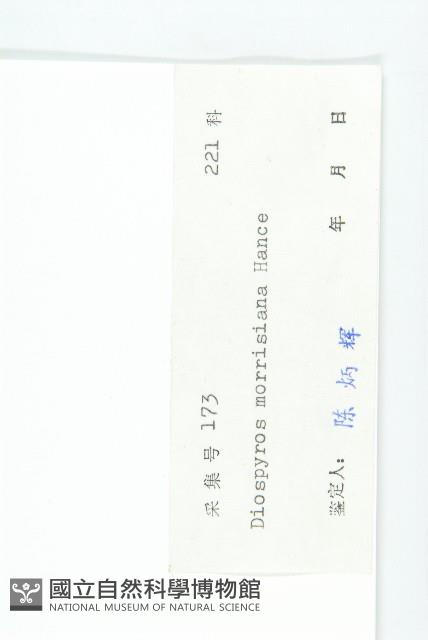 采集号 173 221 科
Diospyros morrisiana Hance
鉴定人: 陈炳辉 年 月 日
國立自然科學博物館
NATIONAL MUSEUM OF NATURAL SCIENCE